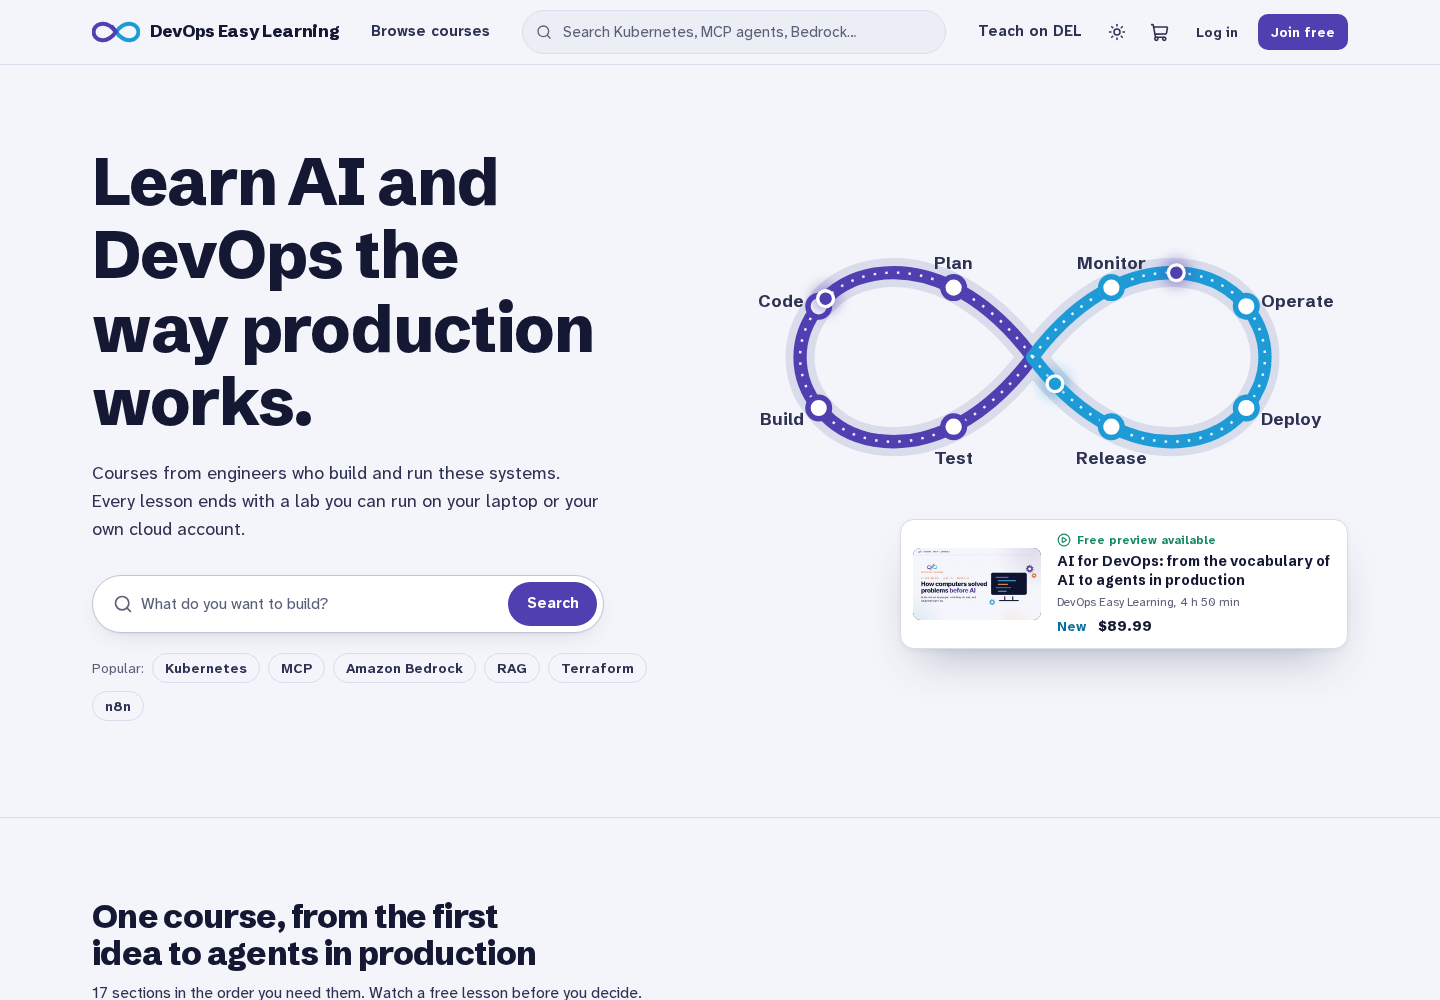 DevOps Easy Learning
Browse courses
Search Kubernetes, MCP agents, Bedrock...
Teach on DEL
Log in
Join free
Learn AI and
DevOps the
way production
works.
Courses from engineers who build and run these systems.
Every lesson ends with a lab you can run on your laptop or your
own cloud account.
What do you want to build?
Search
Popular:
Kubernetes
MCP
Amazon Bedrock
RAG
Terraform
n8n
Plan
Monitor
Code
Operate
Build
Deploy
Test
Release
How computers solved
problems before AI
Free preview available
AI for DevOps: from the vocabulary of
AI to agents in production
DevOps Easy Learning, 4 h 50 min
New $89.99
One course, from the first
idea to agents in production
17 sections in the order you need them. Watch a free lesson before you decide.